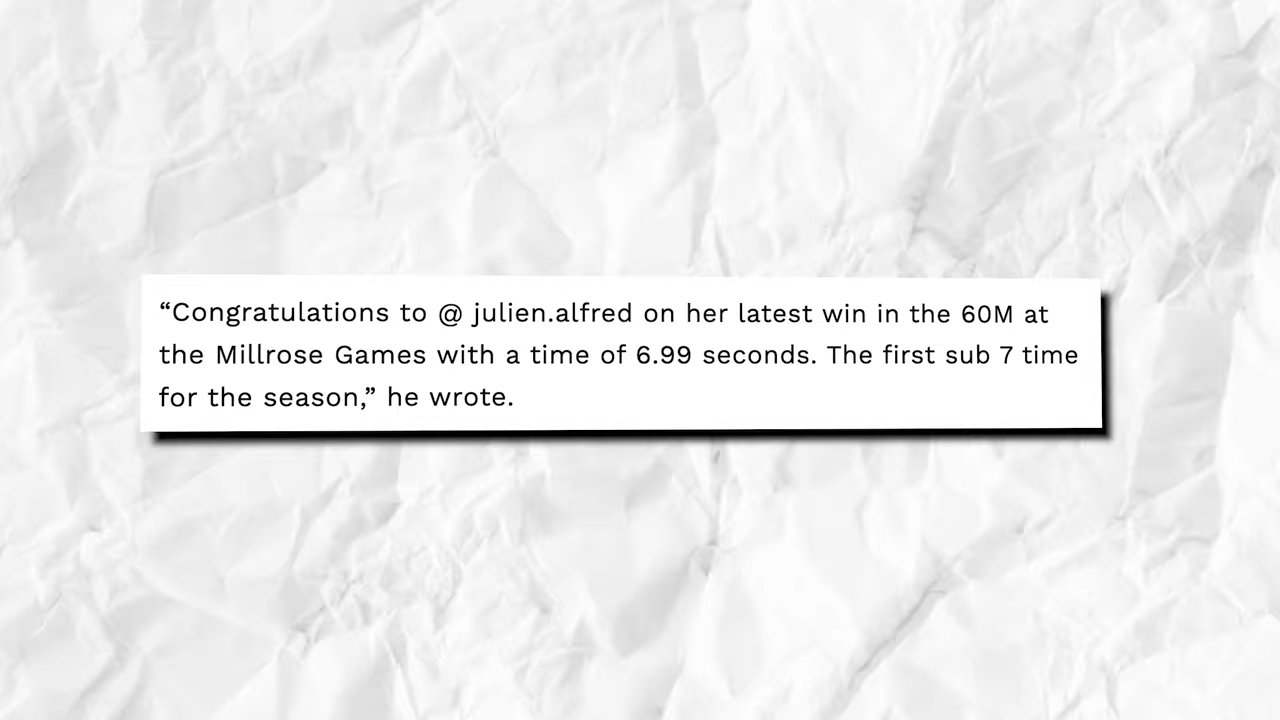 “Congratulations to @ julien.alfred on her latest win in the 60M at
the Millrose Games with a time of 6.99 seconds. The first sub 7 time
for the season,” he wrote.